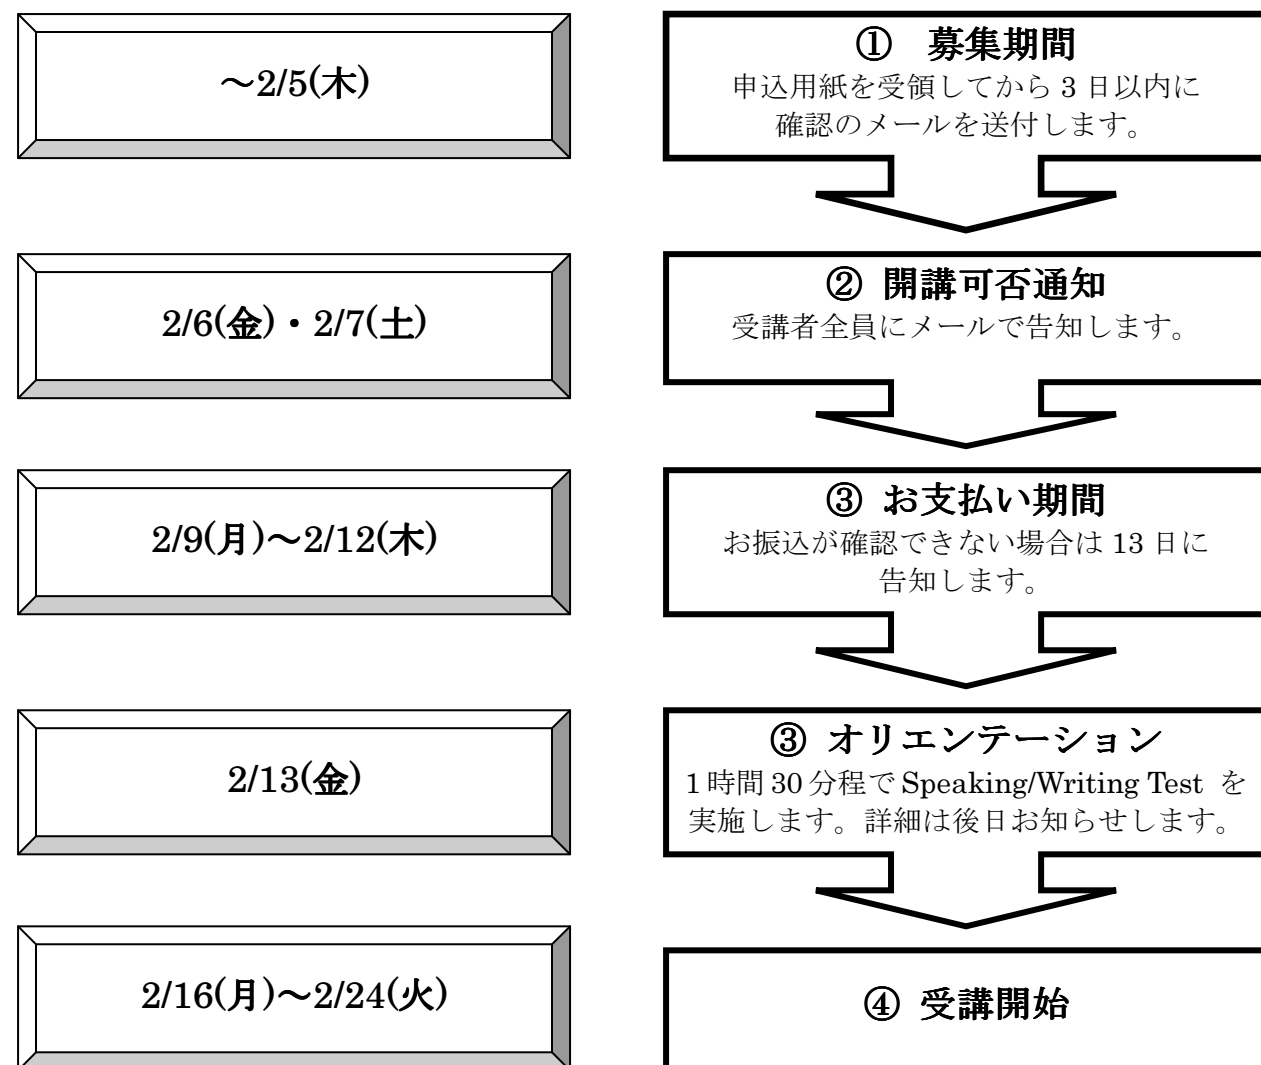 ～2/5(木)
① 募集期間
申込用紙を受領してから 3 日以内に
確認のメールを送付します。
2/6(金)・2/7(土)
② 開講可否通知
受講者全員にメールで告知します。
2/9(月)～2/12(木)
③ お支払い期間
お振込が確認できない場合は 13 日に
告知します。
2/13(金)
③ オリエンテーション
1 時間 30 分程で Speaking/Writing Test を
実施します。詳細は後日お知らせします。
2/16(月)～2/24(火)
④ 受講開始